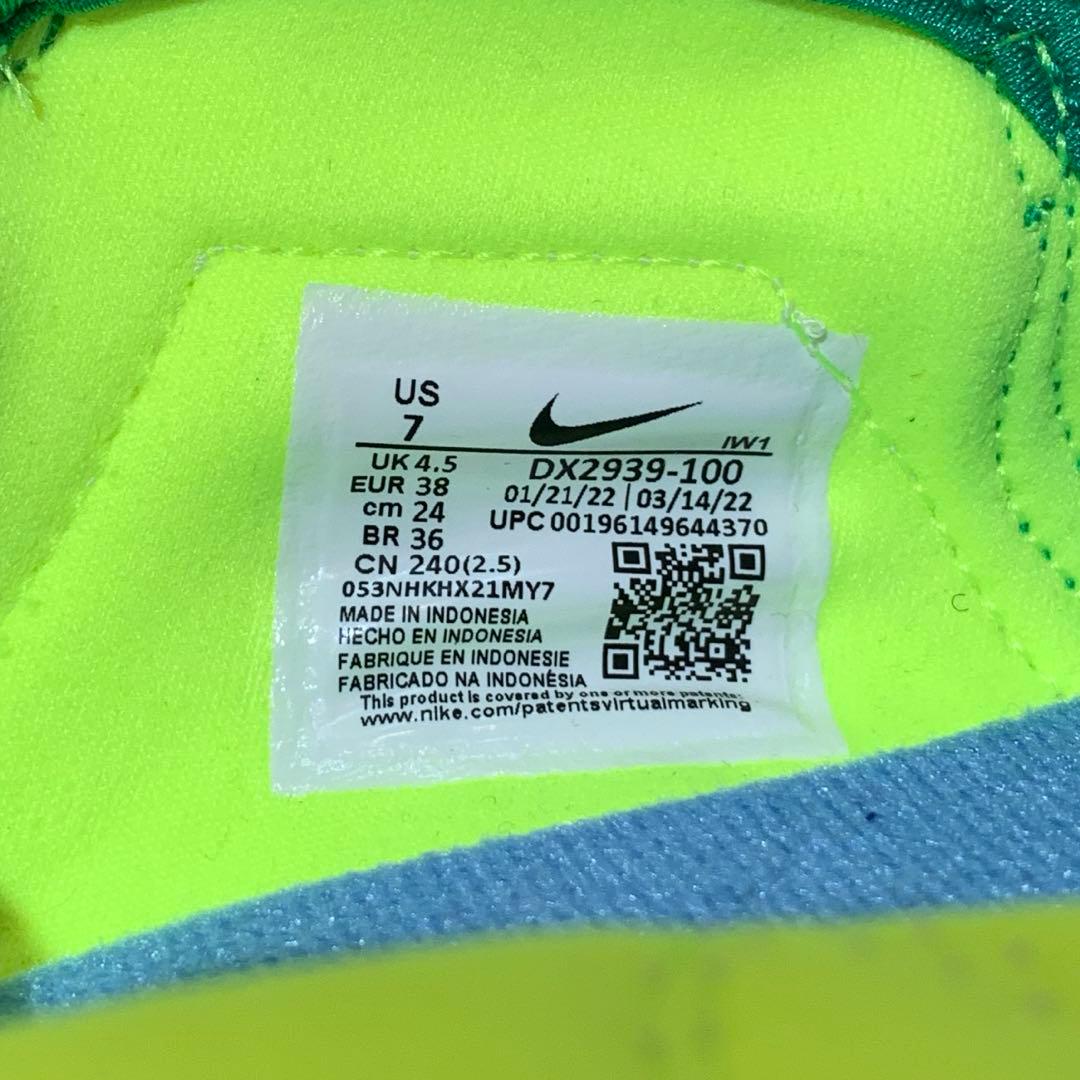 US
7
IW1
UK 4.5
EUR 38
cm 24
BR 36
CN 240(2.5)
DX2939-100
01/21/22 | 03/14/22
UPC 00196149644370
053NHKHX21MY7
MADE IN INDONESIA
HECHO EN INDONESIA
FABRIQUE EN INDONESIE
FABRICADO NA INDONÉSIA
This product is covered by one or more patents:
www.nike.com/patentsvirtualmarking